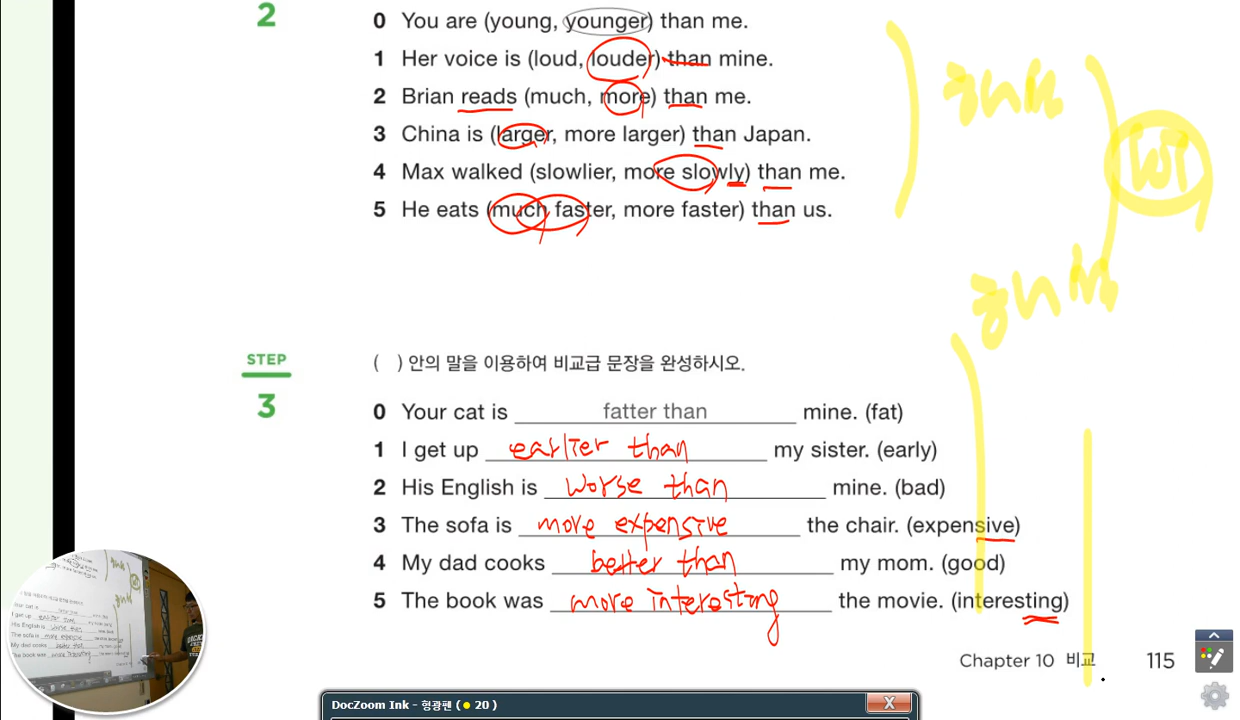 2
0 You are (young, younger) than me.
1 Her voice is (loud, louder) than mine.
2 Brian reads (much, more) than me.
3 China is (larger, more larger) than Japan.
4 Max walked (slowlier, more slowly) than me.
5 He eats (much faster, more faster) than us.
STEP
3
( ) 안의 말을 이용하여 비교급 문장을 완성하시오.
0 Your cat is fatter than mine. (fat)
1 I get up earlier than my sister. (early)
2 His English is worse than mine. (bad)
3 The sofa is more expensive the chair. (expensive)
4 My dad cooks better than my mom. (good)
5 The book was more interesting the movie. (interesting)
Chapter 10 비교 115
DocZoom Ink - 형광펜 ( 20 ) X